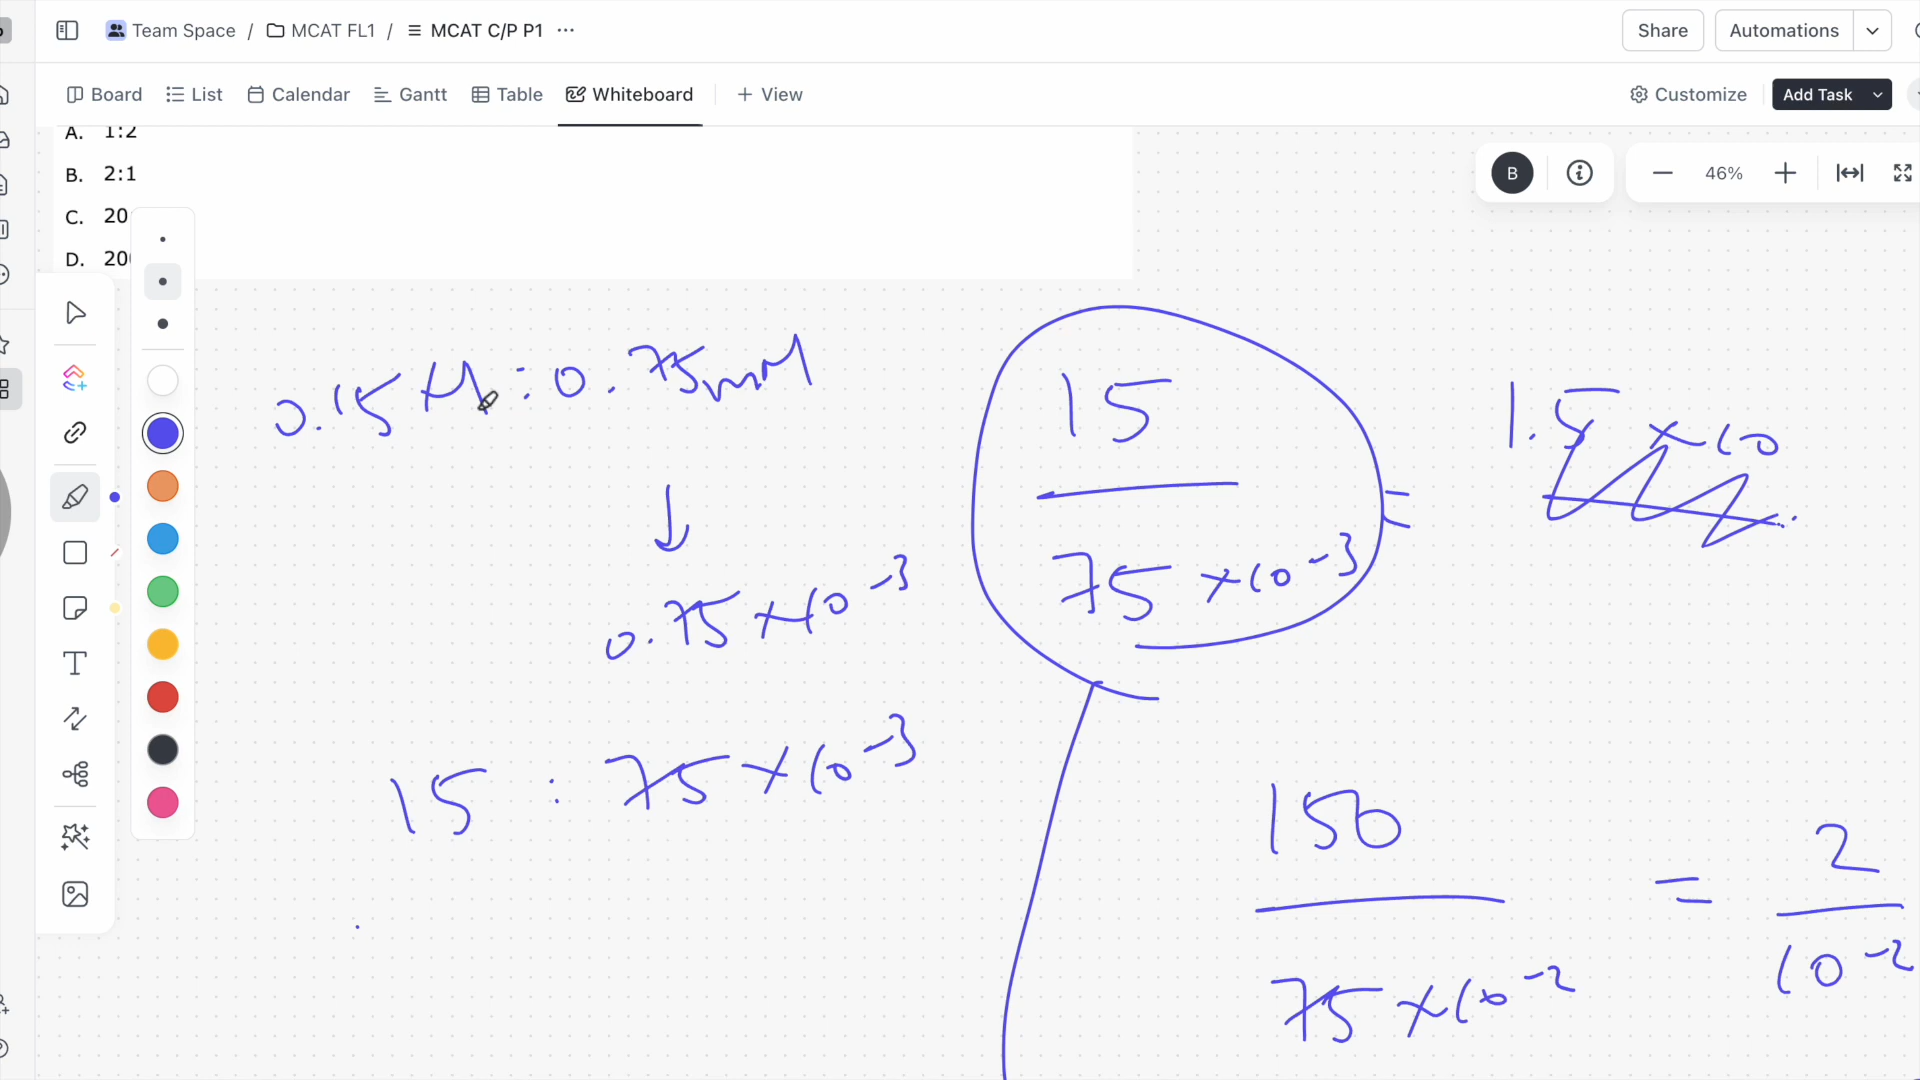 Team Space / MCAT FL1 / MCAT C/P P1 ...
Share
Automations
Board
List
Calendar
Gantt
Table
Whiteboard
+ View
Customize
Add Task
A. 1:2
B. 2:1
C. 20
D. 20
B
46%
T
0.15 M : 0.75mM
0.75 x 10^-3
15 : 75 x 10^-3
15
75 x 10^-3
=
1.5 x 10
150
75 x 10^-2
=
2
10^-2